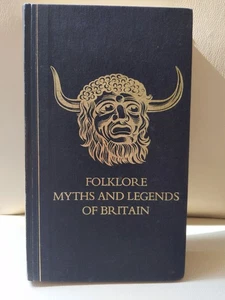 FOLKLORE
MYTHS AND LEGENDS
OF BRITAIN